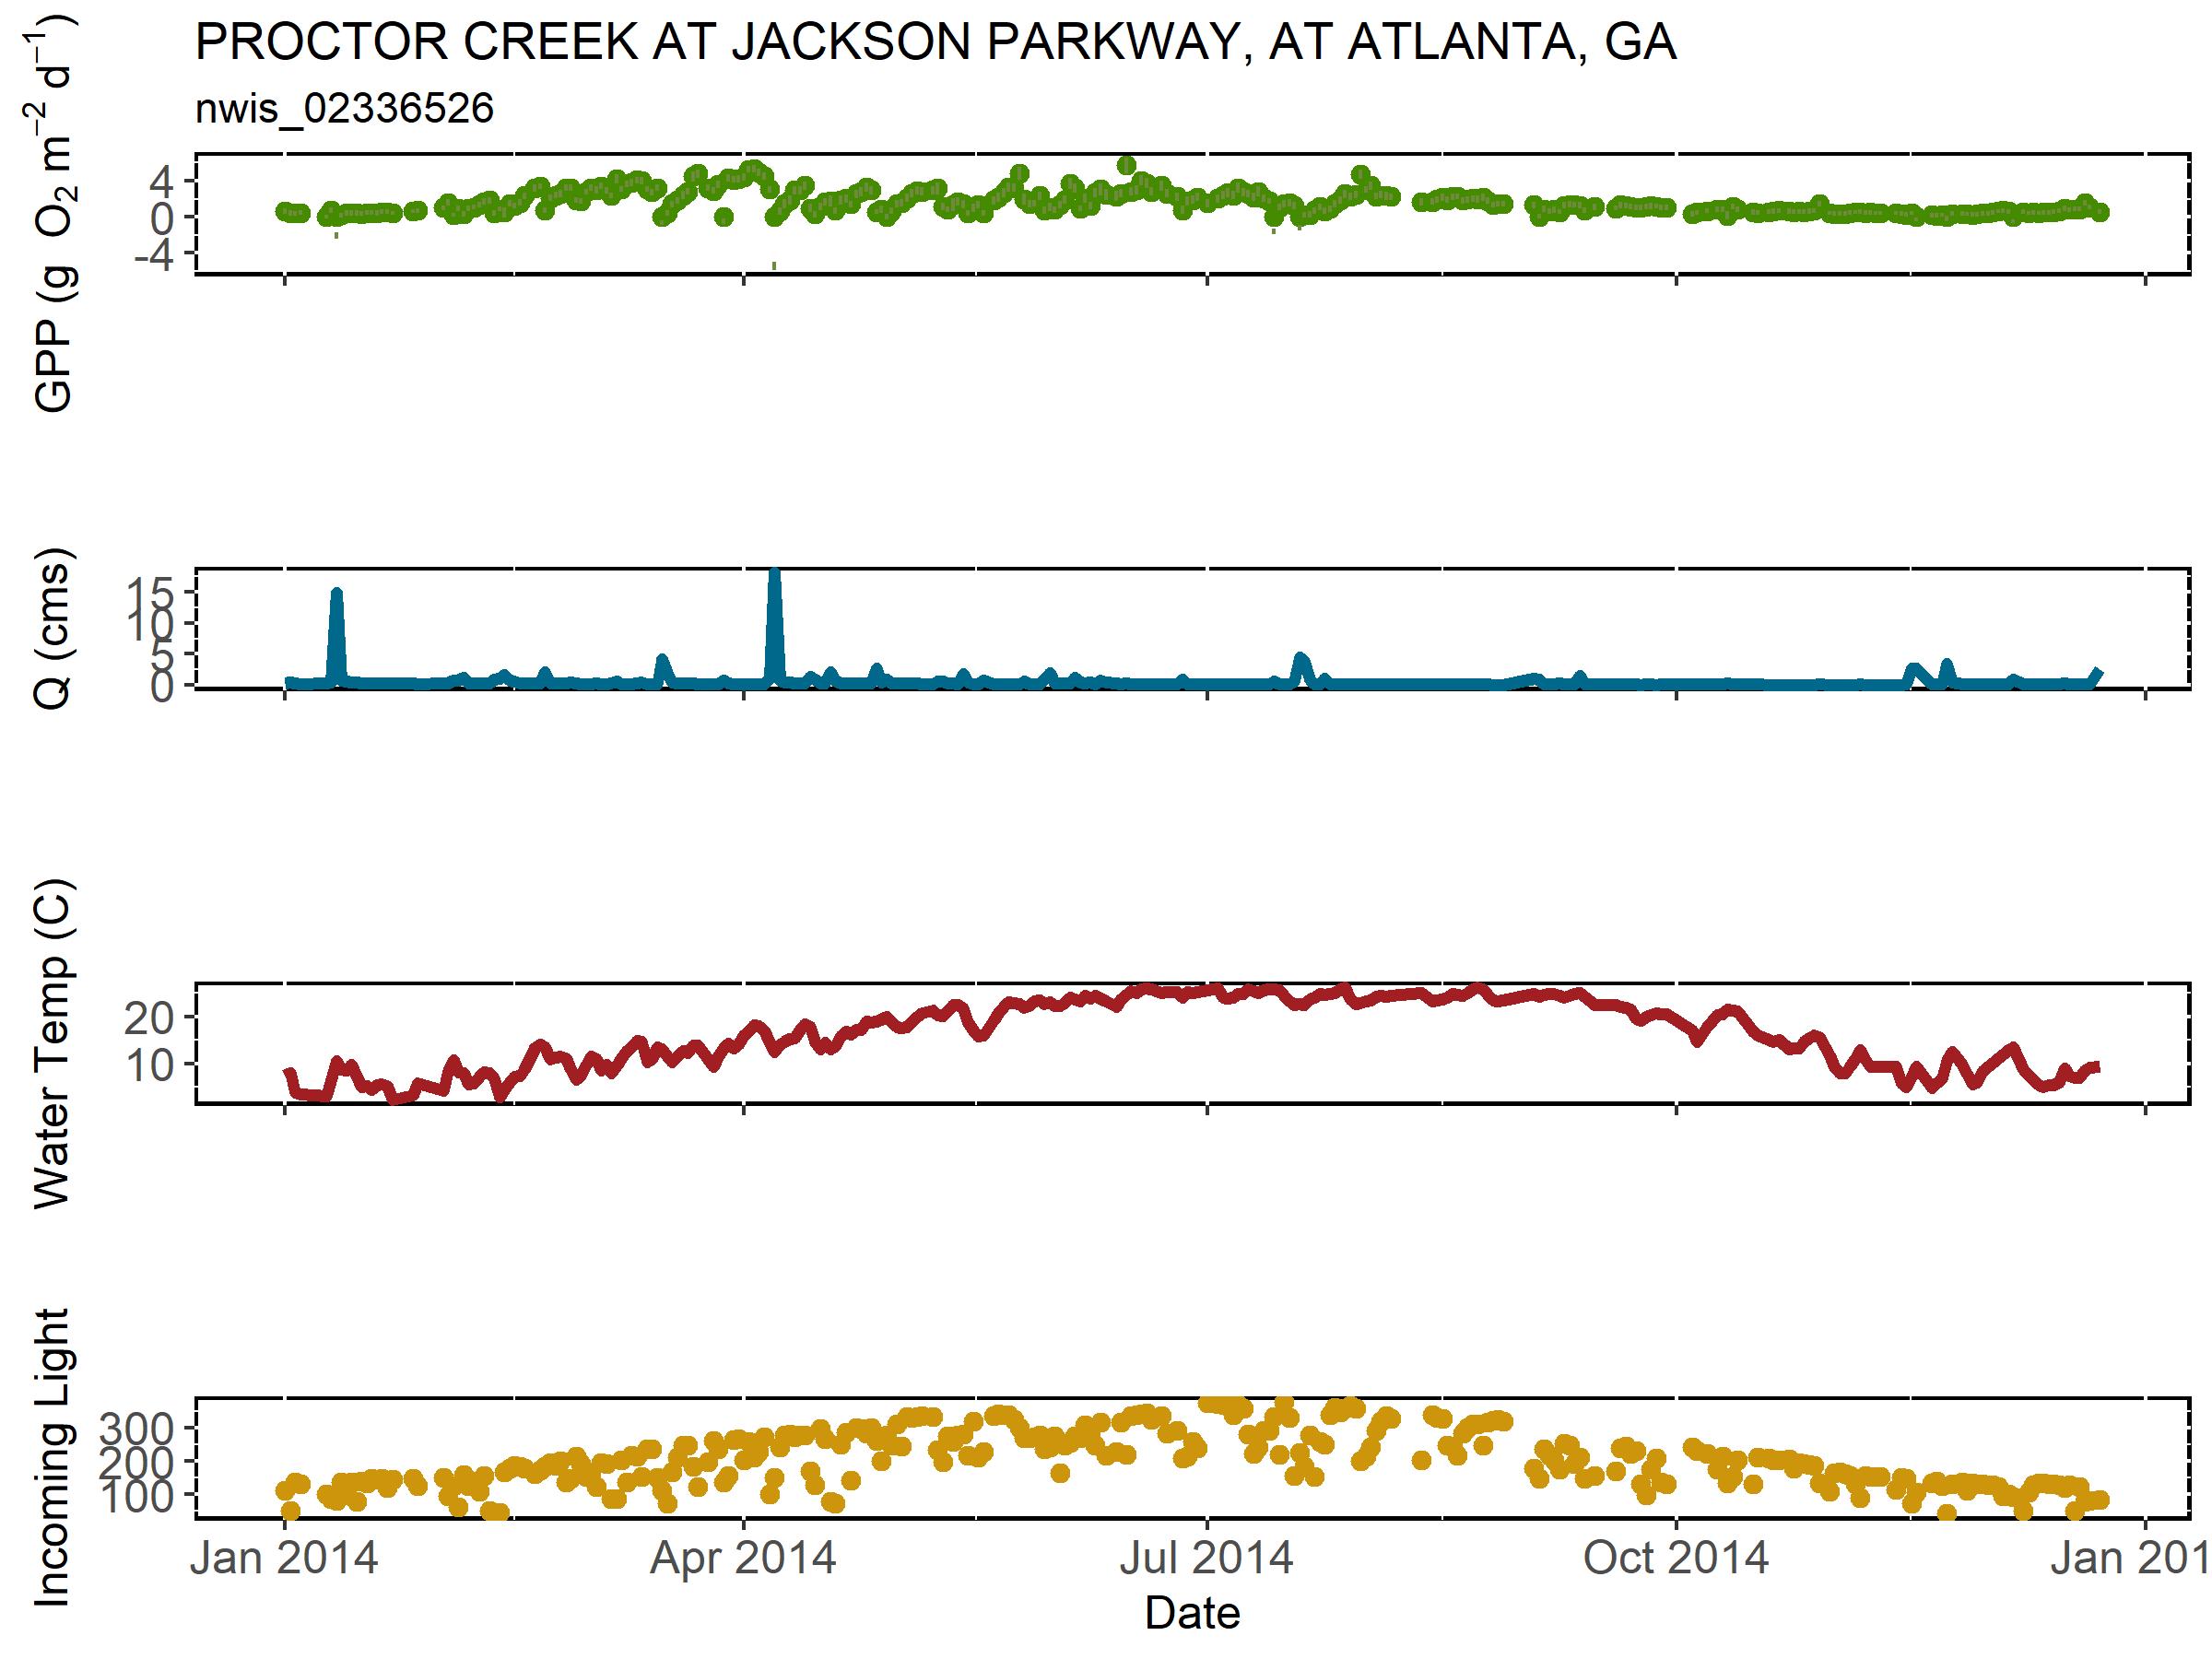 PROCTOR CREEK AT JACKSON PARKWAY, AT ATLANTA, GA
nwis_02336526
GPP (g O₂ m⁻² d⁻¹)
4
0
-4
Q (cms)
15
10
5
0
Water Temp (C)
20
10
Incoming Light
300
200
100
Jan 2014 Apr 2014 Jul 2014 Oct 2014 Jan 201
Date